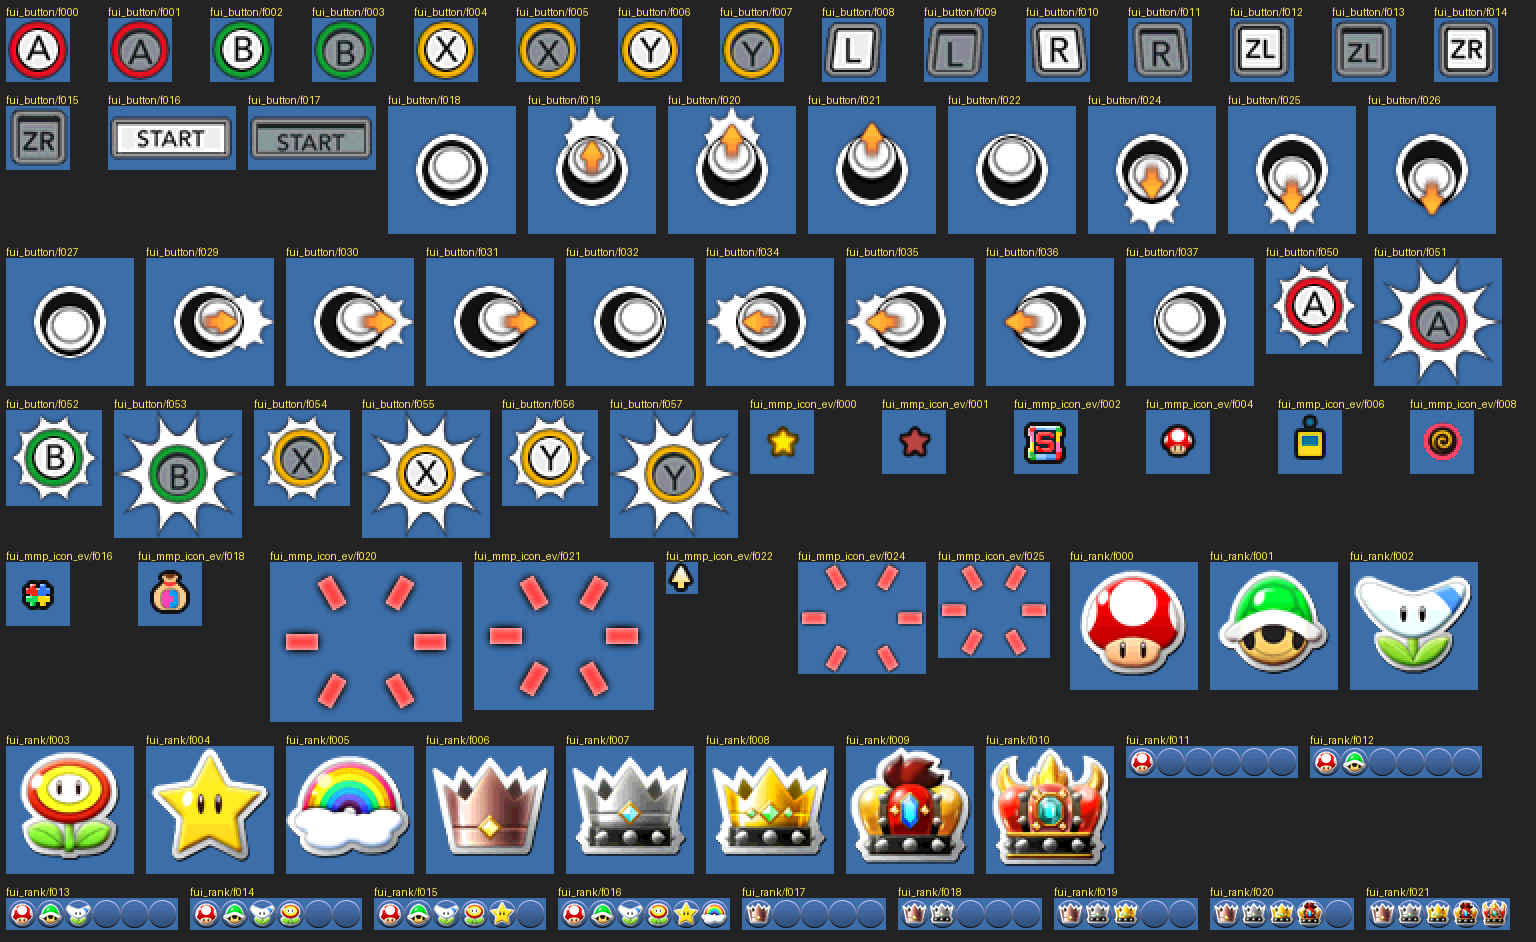 fui_button/f000 fui_button/f001 fui_button/f002 fui_button/f003 fui_button/f004 fui_button/f005 fui_button/f006 fui_button/f007 fui_button/f008 fui_button/f009 fui_button/f010 fui_button/f011 fui_button/f012 fui_button/f013 fui_button/f014
A A B B X X Y Y L L R R ZL ZL ZR
fui_button/f015 fui_button/f016 fui_button/f017 fui_button/f018 fui_button/f019 fui_button/f020 fui_button/f021 fui_button/f022 fui_button/f024 fui_button/f025 fui_button/f026
ZR START START
fui_button/f027 fui_button/f029 fui_button/f030 fui_button/f031 fui_button/f032 fui_button/f034 fui_button/f035 fui_button/f036 fui_button/f037 fui_button/f050 fui_button/f051
A A
fui_button/f052 fui_button/f053 fui_button/f054 fui_button/f055 fui_button/f056 fui_button/f057 fui_mmp_icon_ev/f000 fui_mmp_icon_ev/f001 fui_mmp_icon_ev/f002 fui_mmp_icon_ev/f004 fui_mmp_icon_ev/f006 fui_mmp_icon_ev/f008
B B X X Y Y S
fui_mmp_icon_ev/f016 fui_mmp_icon_ev/f018 fui_mmp_icon_ev/f020 fui_mmp_icon_ev/f021 fui_mmp_icon_ev/f022 fui_mmp_icon_ev/f024 fui_mmp_icon_ev/f025 fui_rank/f000 fui_rank/f001 fui_rank/f002
fui_rank/f003 fui_rank/f004 fui_rank/f005 fui_rank/f006 fui_rank/f007 fui_rank/f008 fui_rank/f009 fui_rank/f010 fui_rank/f011 fui_rank/f012
fui_rank/f013 fui_rank/f014 fui_rank/f015 fui_rank/f016 fui_rank/f017 fui_rank/f018 fui_rank/f019 fui_rank/f020 fui_rank/f021